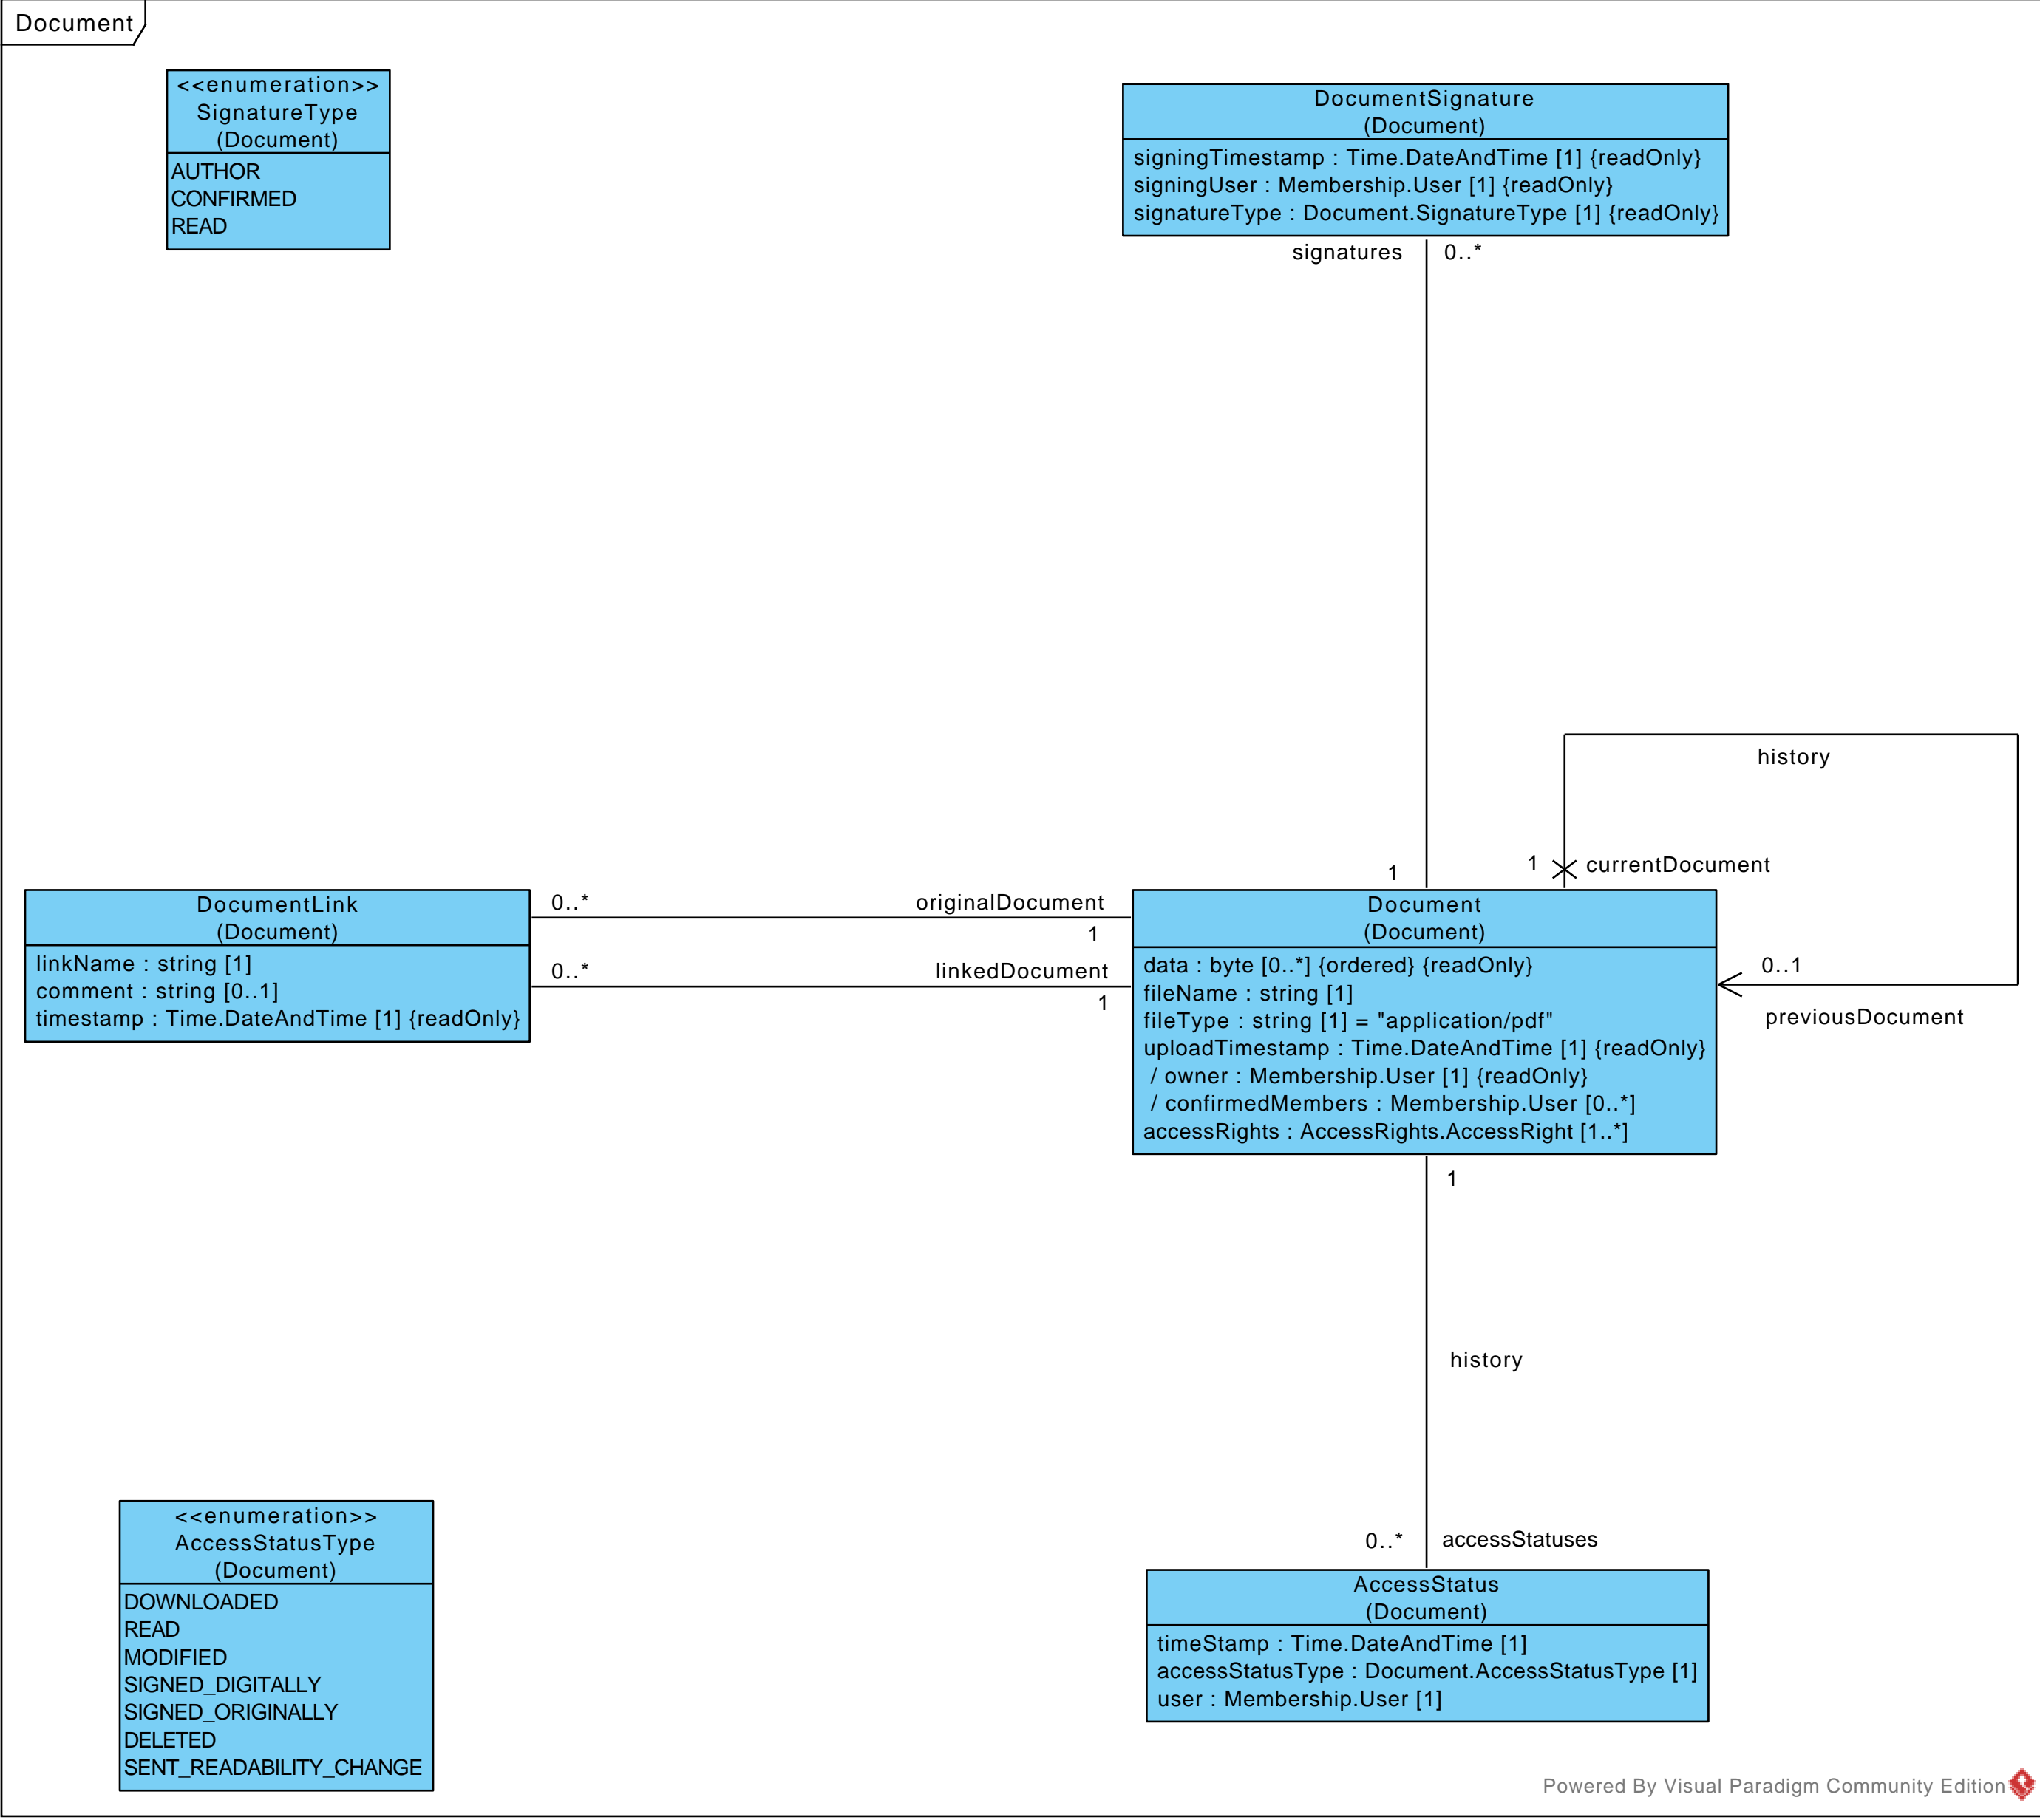 Document
<<enumeration>>
SignatureType
(Document)
AUTHOR
CONFIRMED
READ
DocumentSignature
(Document)
signingTimestamp : Time.DateAndTime [1] {readOnly}
signingUser : Membership.User [1] {readOnly}
signatureType : Document.SignatureType [1] {readOnly}
signatures
0..*
history
1
1
currentDocument
DocumentLink
(Document)
linkName : string [1]
comment : string [0..1]
timestamp : Time.DateAndTime [1] {readOnly}
0..*
originalDocument
1
0..*
linkedDocument
1
Document
(Document)
data : byte [0..*] {ordered} {readOnly}
fileName : string [1]
fileType : string [1] = "application/pdf"
uploadTimestamp : Time.DateAndTime [1] {readOnly}
/ owner : Membership.User [1] {readOnly}
/ confirmedMembers : Membership.User [0..*]
accessRights : AccessRights.AccessRight [1..*]
0..1
previousDocument
1
history
0..*
accessStatuses
<<enumeration>>
AccessStatusType
(Document)
DOWNLOADED
READ
MODIFIED
SIGNED_DIGITALLY
SIGNED_ORIGINALLY
DELETED
SENT_READABILITY_CHANGE
AccessStatus
(Document)
timeStamp : Time.DateAndTime [1]
accessStatusType : Document.AccessStatusType [1]
user : Membership.User [1]
Powered By Visual Paradigm Community Edition